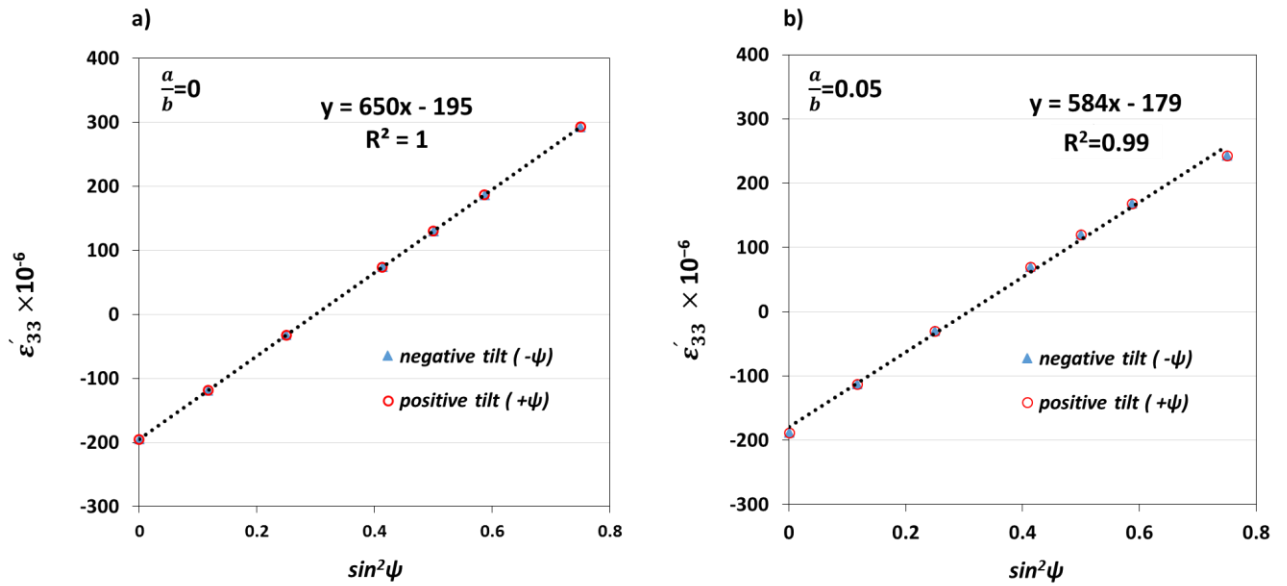 a)
a/b=0
y = 650x - 195
R² = 1
400
300
200
100
0
-100
-200
-300
ε′33 ×10-6
negative tilt ( -ψ)
positive tilt ( +ψ)
0
0.2
0.4
0.6
0.8
sin²ψ
b)
a/b=0.05
y = 584x - 179
R²=0.99
400
300
200
100
0
-100
-200
-300
ε′33 × 10−6
negative tilt ( -ψ)
positive tilt ( +ψ)
0
0.2
0.4
0.6
0.8
sin²ψ